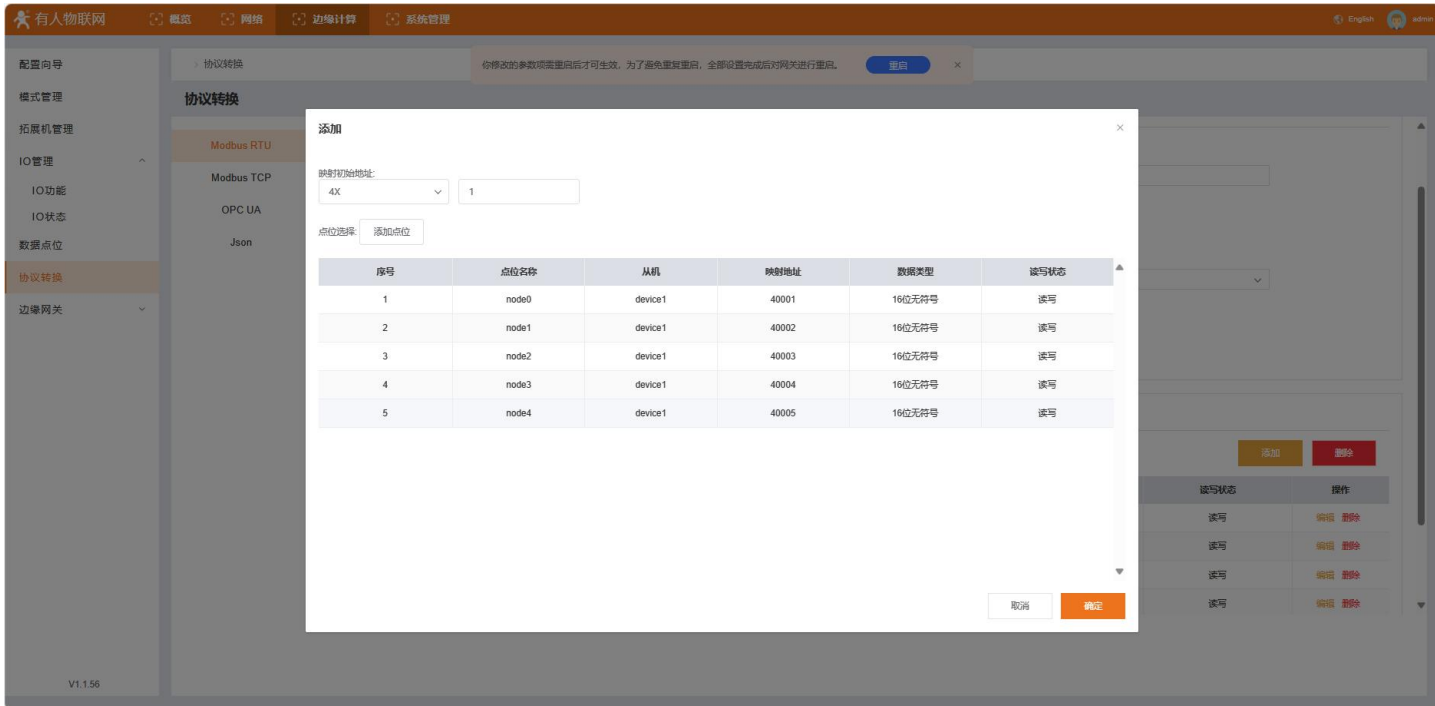 有人物联网 概览 网络 边缘计算 系统管理 English admin
配置向导
模式管理
拓展机管理
IO管理
IO功能
IO状态
数据点位
协议转换
边缘网关
V1.1.56
> 协议转换
你修改的参数项需重启后才可生效，为了避免重复重启，全部设置完成后对网关进行重启。 重启 ×
协议转换
Modbus RTU
Modbus TCP
OPC UA
Json
添加 ×
映射初始地址:
4X 1
点位选择: 添加点位
序号 点位名称 从机 映射地址 数据类型 读写状态
1 node0 device1 40001 16位无符号 读写
2 node1 device1 40002 16位无符号 读写
3 node2 device1 40003 16位无符号 读写
4 node3 device1 40004 16位无符号 读写
5 node4 device1 40005 16位无符号 读写
取消 确定
添加 删除
读写状态 操作
读写 编辑 删除
读写 编辑 删除
读写 编辑 删除
读写 编辑 删除